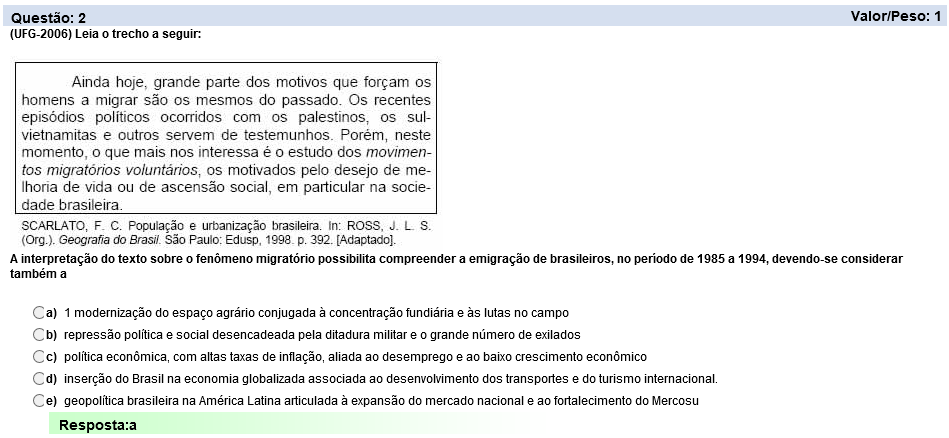 Questão: 2
Valor/Peso: 1
(UFG-2006) Leia o trecho a seguir:
Ainda hoje, grande parte dos motivos que forçam os
homens a migrar são os mesmos do passado. Os recentes
episódios políticos ocorridos com os palestinos, os sul-
vietnamitas e outros servem de testemunhos. Porém, neste
momento, o que mais nos interessa é o estudo dos movimen-
tos migratórios voluntários, os motivados pelo desejo de me-
lhoria de vida ou de ascensão social, em particular na socie-
dade brasileira.
SCARLATO, F. C. População e urbanização brasileira. In: ROSS, J. L. S.
(Org.). Geografia do Brasil. São Paulo: Edusp, 1998. p. 392. [Adaptado].
A interpretação do texto sobre o fenômeno migratório possibilita compreender a emigração de brasileiros, no período de 1985 a 1994, devendo-se considerar
também a
a) 1 modernização do espaço agrário conjugada à concentração fundiária e às lutas no campo
b) repressão política e social desencadeada pela ditadura militar e o grande número de exilados
c) política econômica, com altas taxas de inflação, aliada ao desemprego e ao baixo crescimento econômico
d) inserção do Brasil na economia globalizada associada ao desenvolvimento dos transportes e do turismo internacional.
e) geopolítica brasileira na América Latina articulada à expansão do mercado nacional e ao fortalecimento do Mercosu
Resposta:a